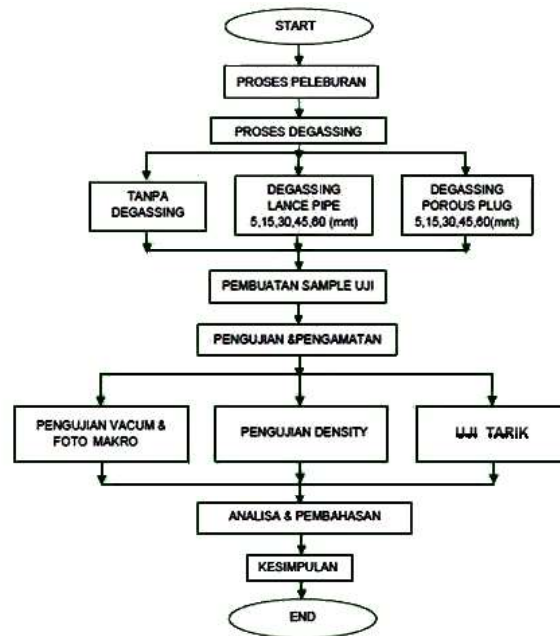 START
PROSES PELEBURAN
PROSES DEGASSING
TANPA
DEGASSING
DEGASSING
LANCE PIPE
5,15,30,45,60 (mnt)
DEGASSING
POROUS PLUG
5,15,30,45,60(mnt)
PEMBUATAN SAMPLE UJI
PENGUJIAN &PENGAMATAN
PENGUJIAN VACUM &
FOTO MAKRO
PENGUJIAN DENSITY
UJI TARIK
ANALISA & PEMBAHASAN
KESIMPULAN
END